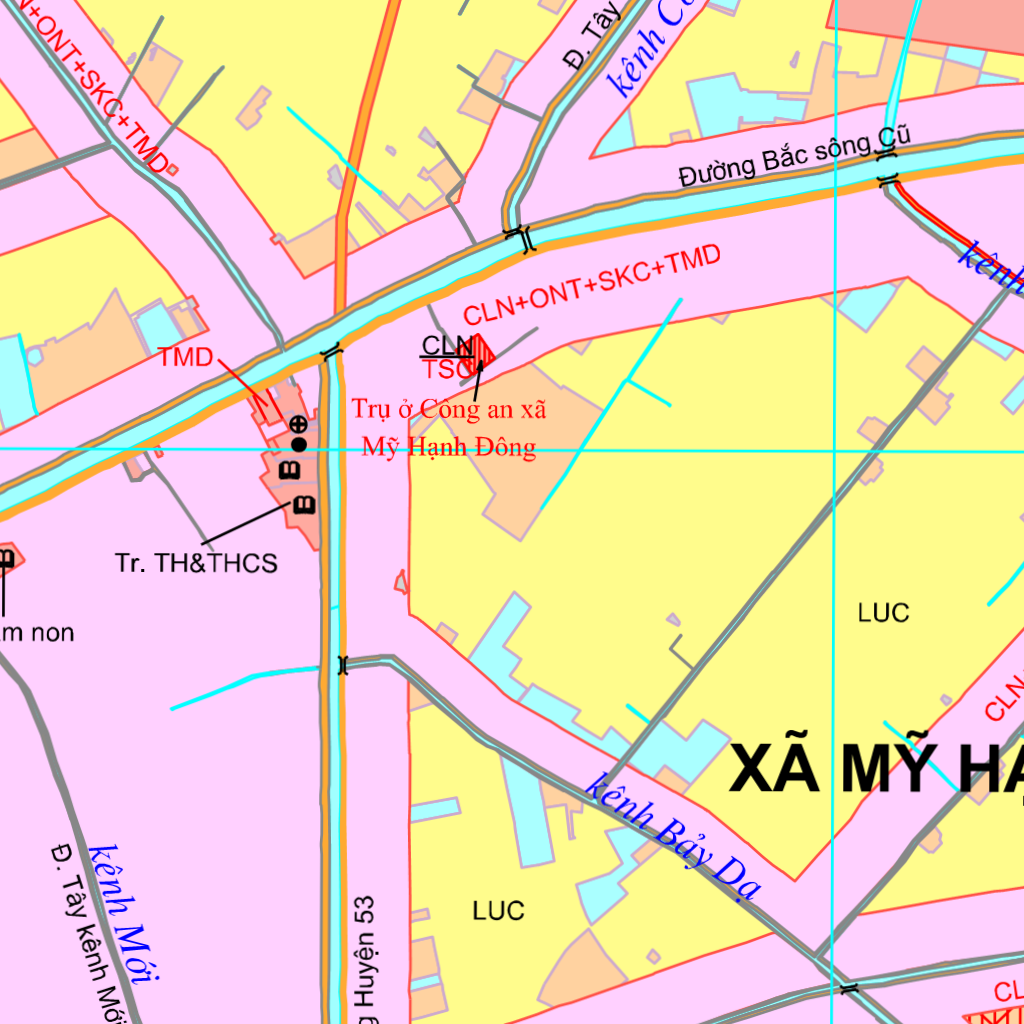 +ONT+SKC+TMD
Đ. Tây
kênh
Đường Bắc sông Cũ
kênh
CLN+ONT+SKC+TMD
TMD
CLN
TSC
Trụ ở Công an xã
Mỹ Hạnh Đông
Tr. TH&THCS
LUC
m non
CLN
XÃ MỸ
kênh Bảy Dạ
kênh Mới
Đ. Tây kênh Mới
Huyện 53
LUC
CL